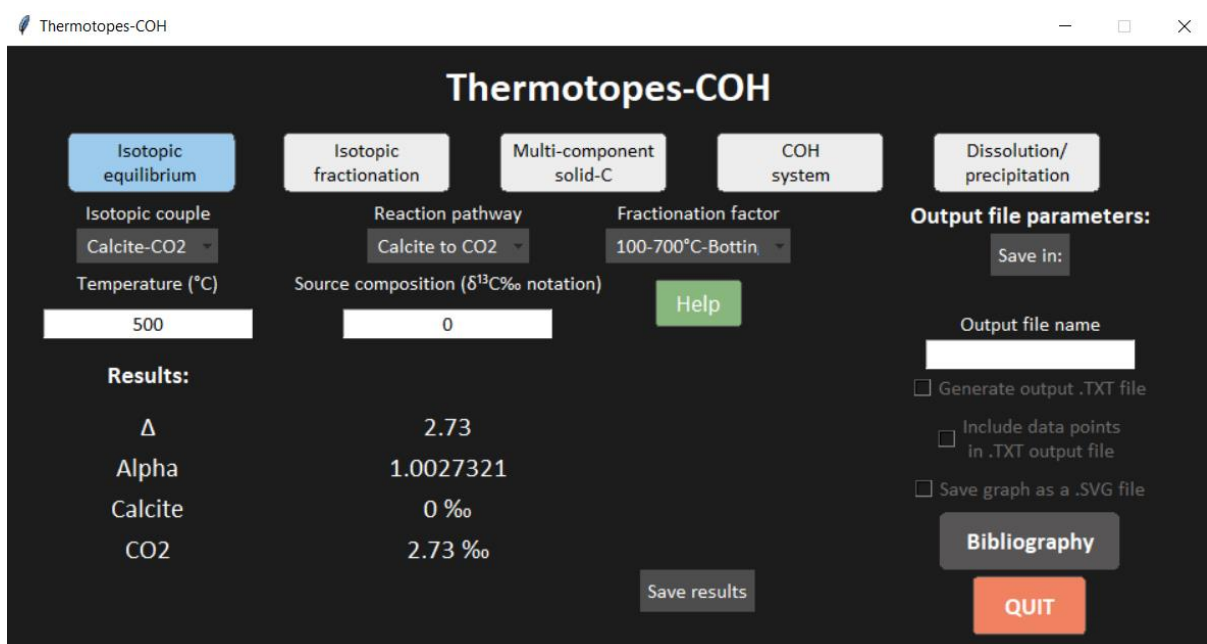 Thermotopes-COH
Thermotopes-COH
Isotopic
equilibrium
Isotopic
fractionation
Multi-component
solid-C
COH
system
Dissolution/
precipitation
Isotopic couple
Reaction pathway
Fractionation factor
Output file parameters:
Calcite-CO2
Calcite to CO2
100-700°C-Bottin
Save in:
Temperature (°C)
Source composition (δ¹³C‰ notation)
Help
500
0
Output file name
Results:
Generate output .TXT file
Δ
2.73
Include data points
in .TXT output file
Alpha
1.0027321
Save graph as a .SVG file
Calcite
0 ‰
CO2
2.73 ‰
Bibliography
Save results
QUIT